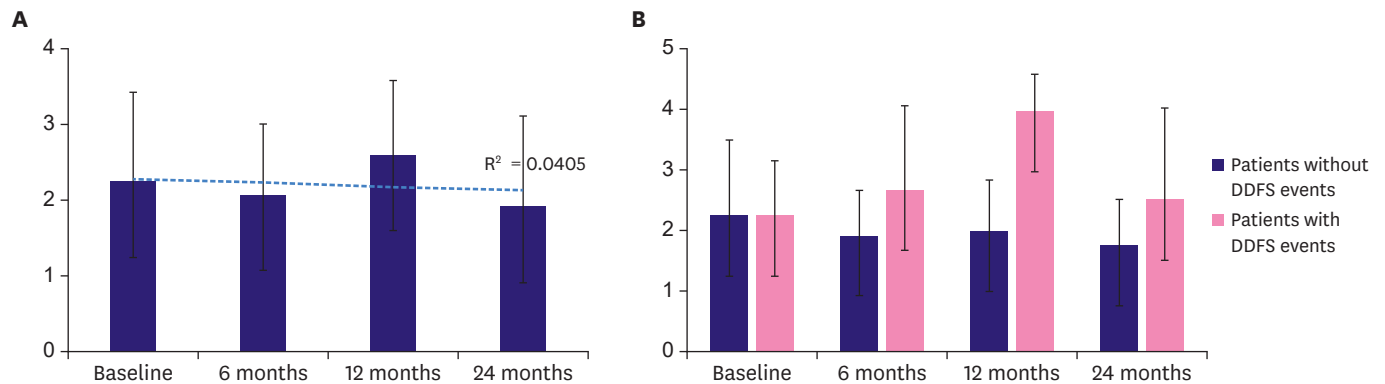 A
4
3
2
1
0
R² = 0.0405
Baseline 6 months 12 months 24 months
B
5
4
3
2
1
0
Baseline 6 months 12 months 24 months
Patients without
DDFS events
Patients with
DDFS events